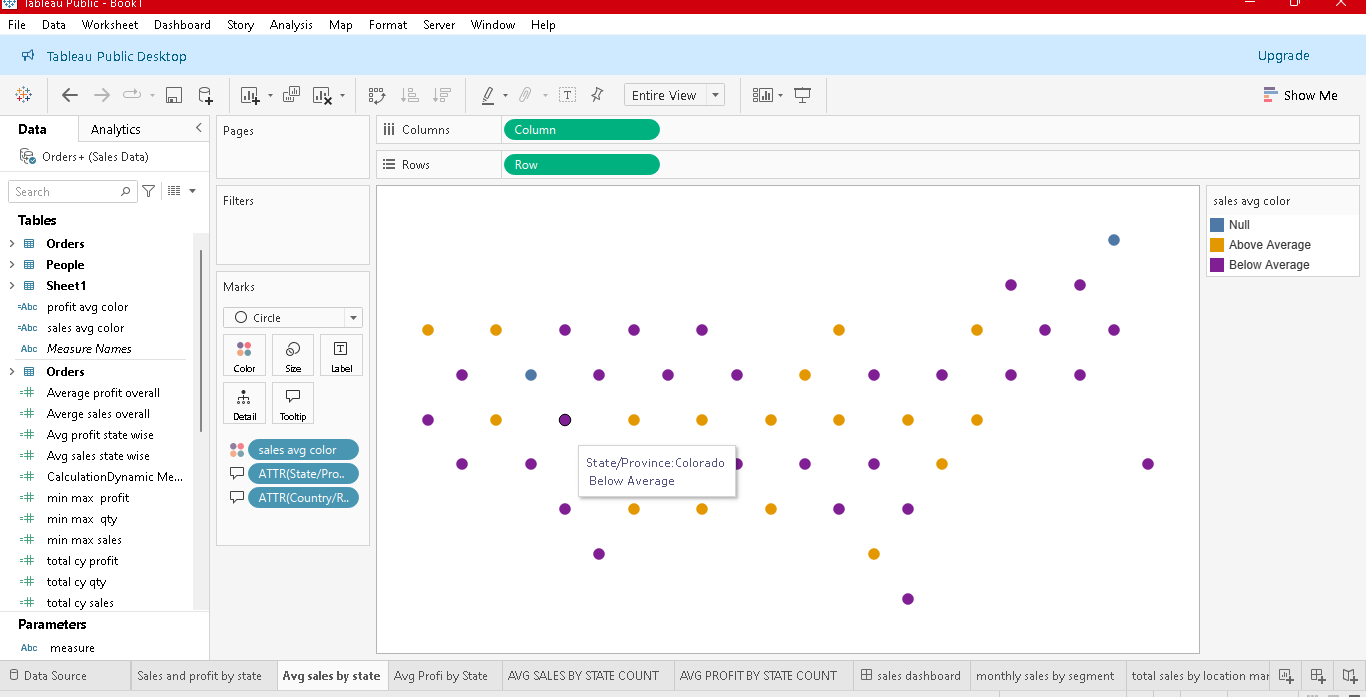 Tableau Public - Book1
File Data Worksheet Dashboard Story Analysis Map Format Server Window Help
Tableau Public Desktop
Upgrade
Entire View
Show Me
Data
Analytics
Orders+ (Sales Data)
Search
Tables
Orders
People
Sheet1
=Abc profit avg color
=Abc sales avg color
Abc Measure Names
Orders
Average profit overall
Averge sales overall
Avg profit state wise
Avg sales state wise
CalculationDynamic Me...
min max profit
min max qty
min max sales
total cy profit
total cy qty
total cy sales
Parameters
Abc measure
Pages
Filters
Marks
Circle
Color
Size
Label
Detail
Tooltip
sales avg color
ATTR(State/Pro..
ATTR(Country/R..
Columns
Column
Rows
Row
State/Province:Colorado
Below Average
sales avg color
Null
Above Average
Below Average
Data Source
Sales and profit by state
Avg sales by state
Avg Profi by State
AVG SALES BY STATE COUNT
AVG PROFIT BY STATE COUNT
sales dashboard
monthly sales by segment
total sales by location mar